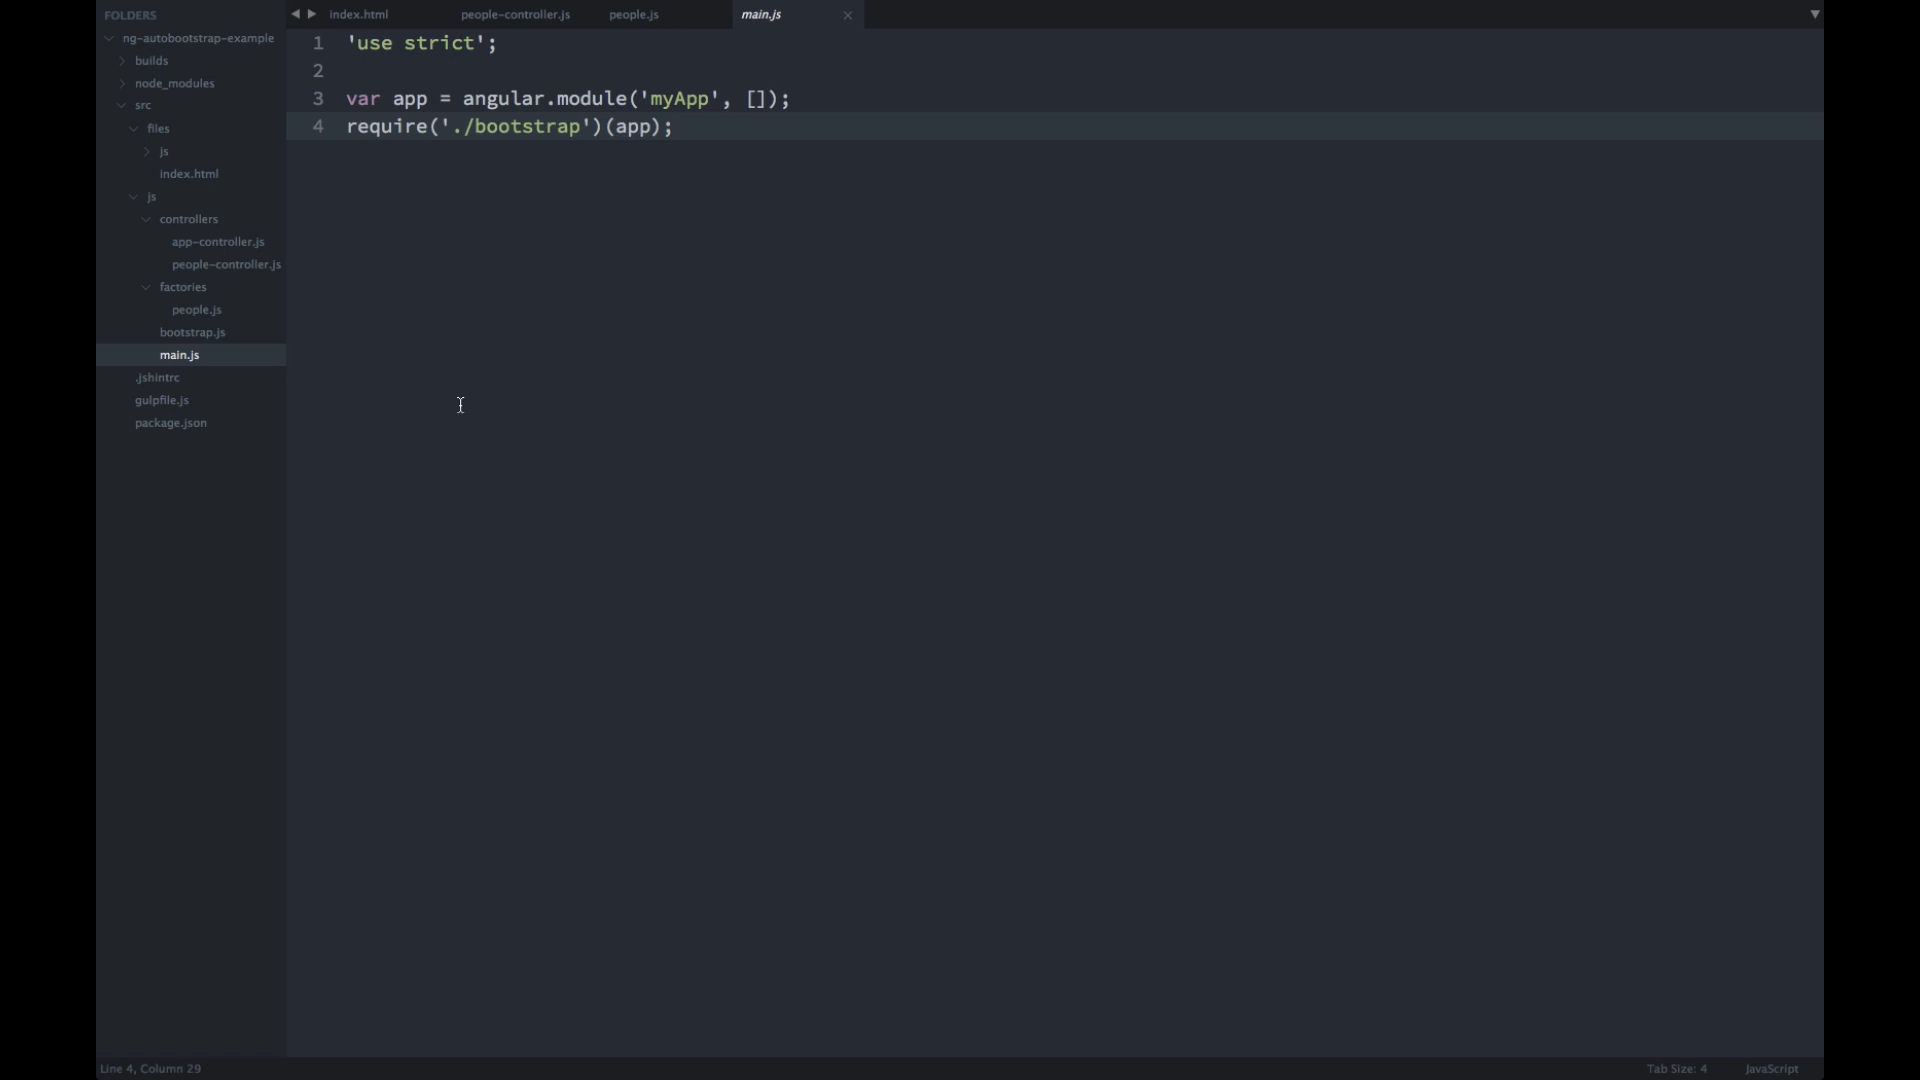 FOLDERS
ng-autobootstrap-example
builds
node_modules
src
files
js
index.html
js
controllers
app-controller.js
people-controller.js
factories
people.js
bootstrap.js
main.js
.jshintrc
gulpfile.js
package.json
index.html people-controller.js people.js main.js
1 'use strict';
2
3 var app = angular.module('myApp', []);
4 require('./bootstrap')(app);
Line 4, Column 29 Tab Size: 4 JavaScript